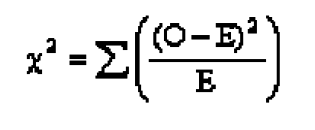 χ² = ∑((O − E)² / E)